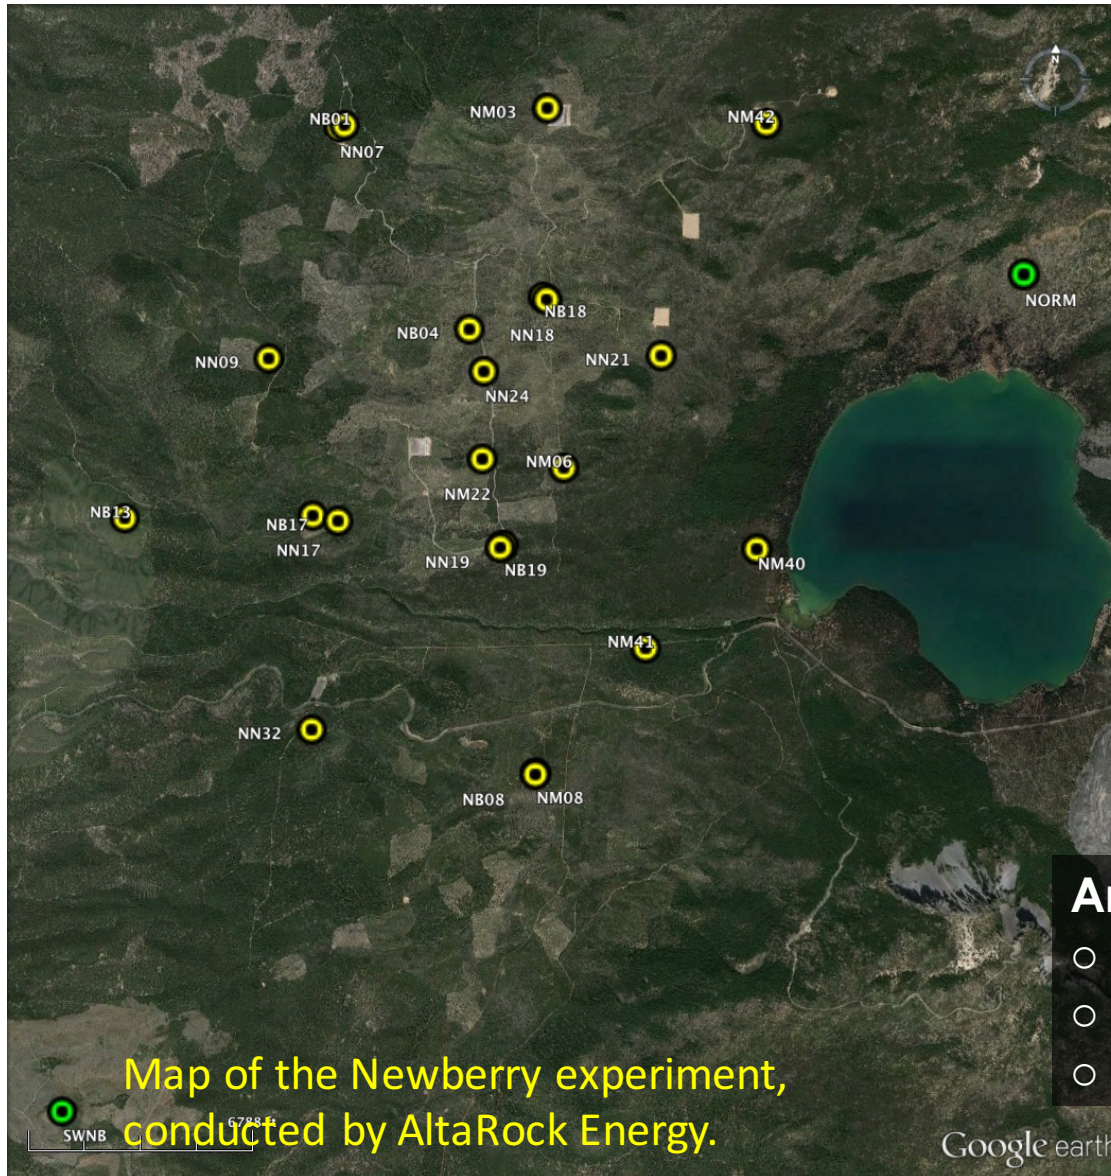 N
NM03
NB01
NM42
NN07
NORM
NB18
NB04
NN18
NN21
NN09
NN24
NM06
NM22
NB13
NB17
NN17
NN19
NB19
NM40
NM41
NN32
NB08
NM08
Map of the Newberry experiment,
conducted by AltaRock Energy.
SWNB
Google earth